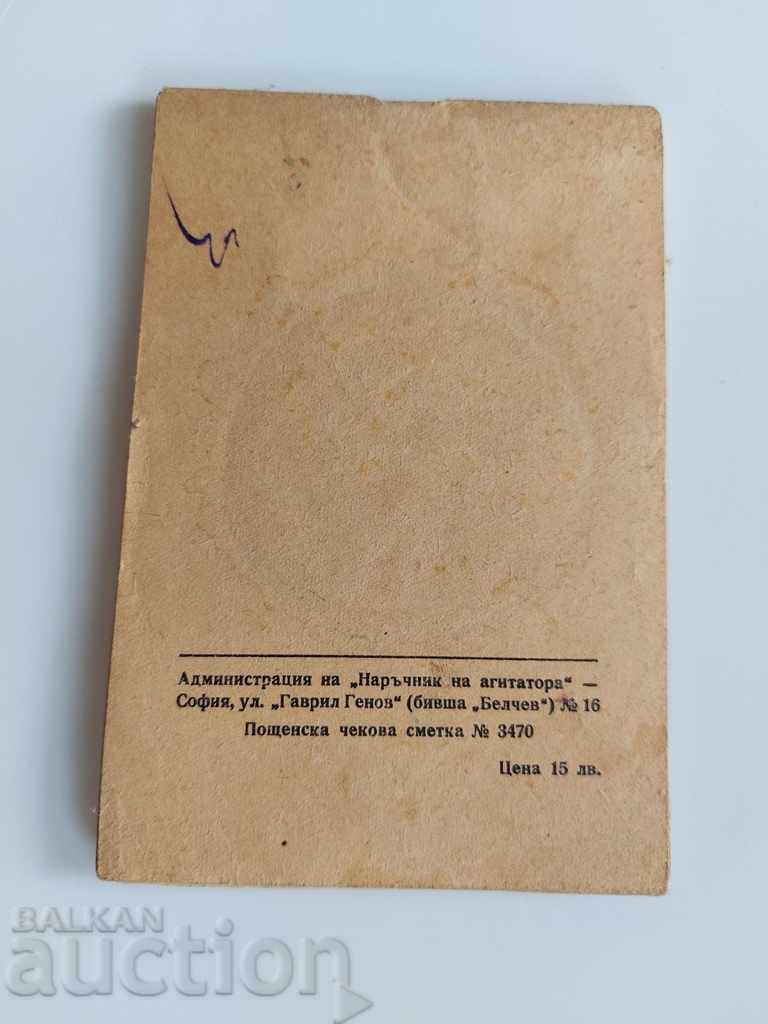 Администрация на „Наръчник на агитатора“ —
София, ул. „Гаврил Генов“ (бивша „Белчев“) № 16
Пощенска чекова сметка № 3470
Цена 15 лв.
BALKAN
auction